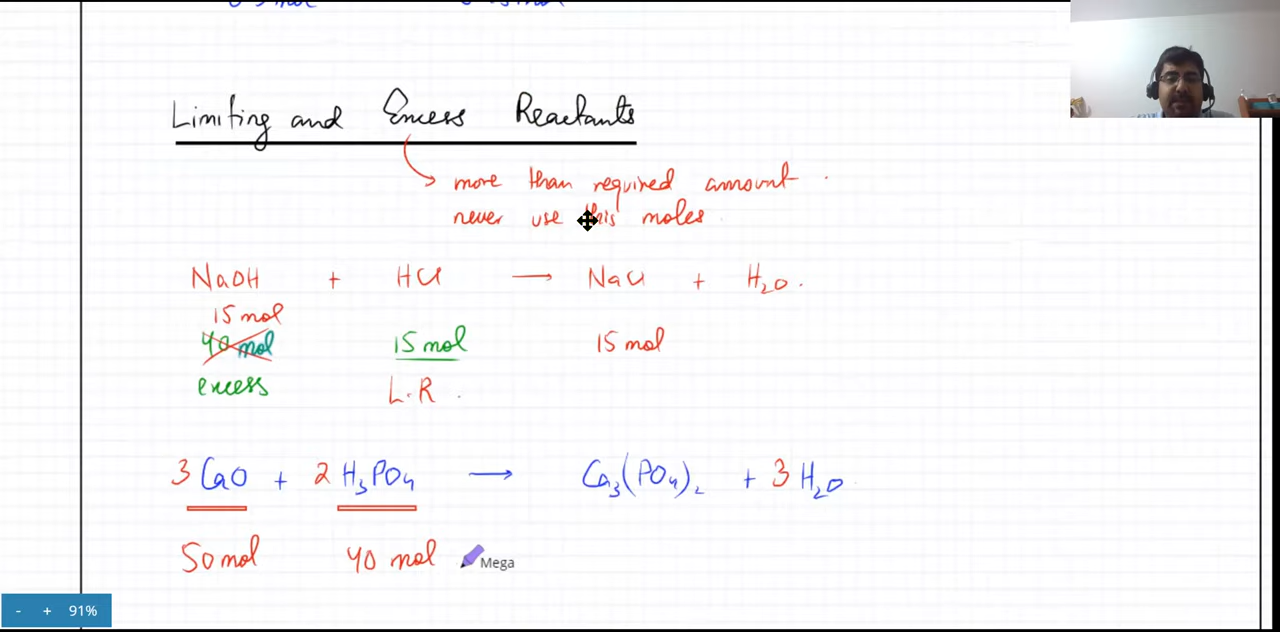 Limiting and Excess Reactants
more than required amount
never use this moles
NaOH + HCl → NaCl + H₂O.
15 mol
40 mol 15 mol 15 mol
excess L.R.
3 CaO + 2 H₃PO₄ → Ca₃(PO₄)₂ + 3 H₂O
50 mol 40 mol Mega
- + 91%